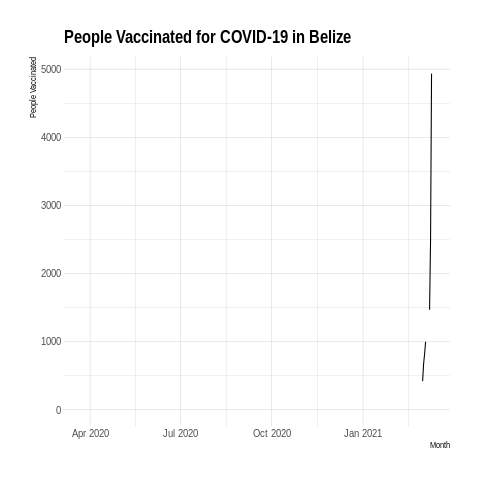 People Vaccinated for COVID-19 in Belize
People Vaccinated
5000
4000
3000
2000
1000
0
Apr 2020
Jul 2020
Oct 2020
Jan 2021
Month